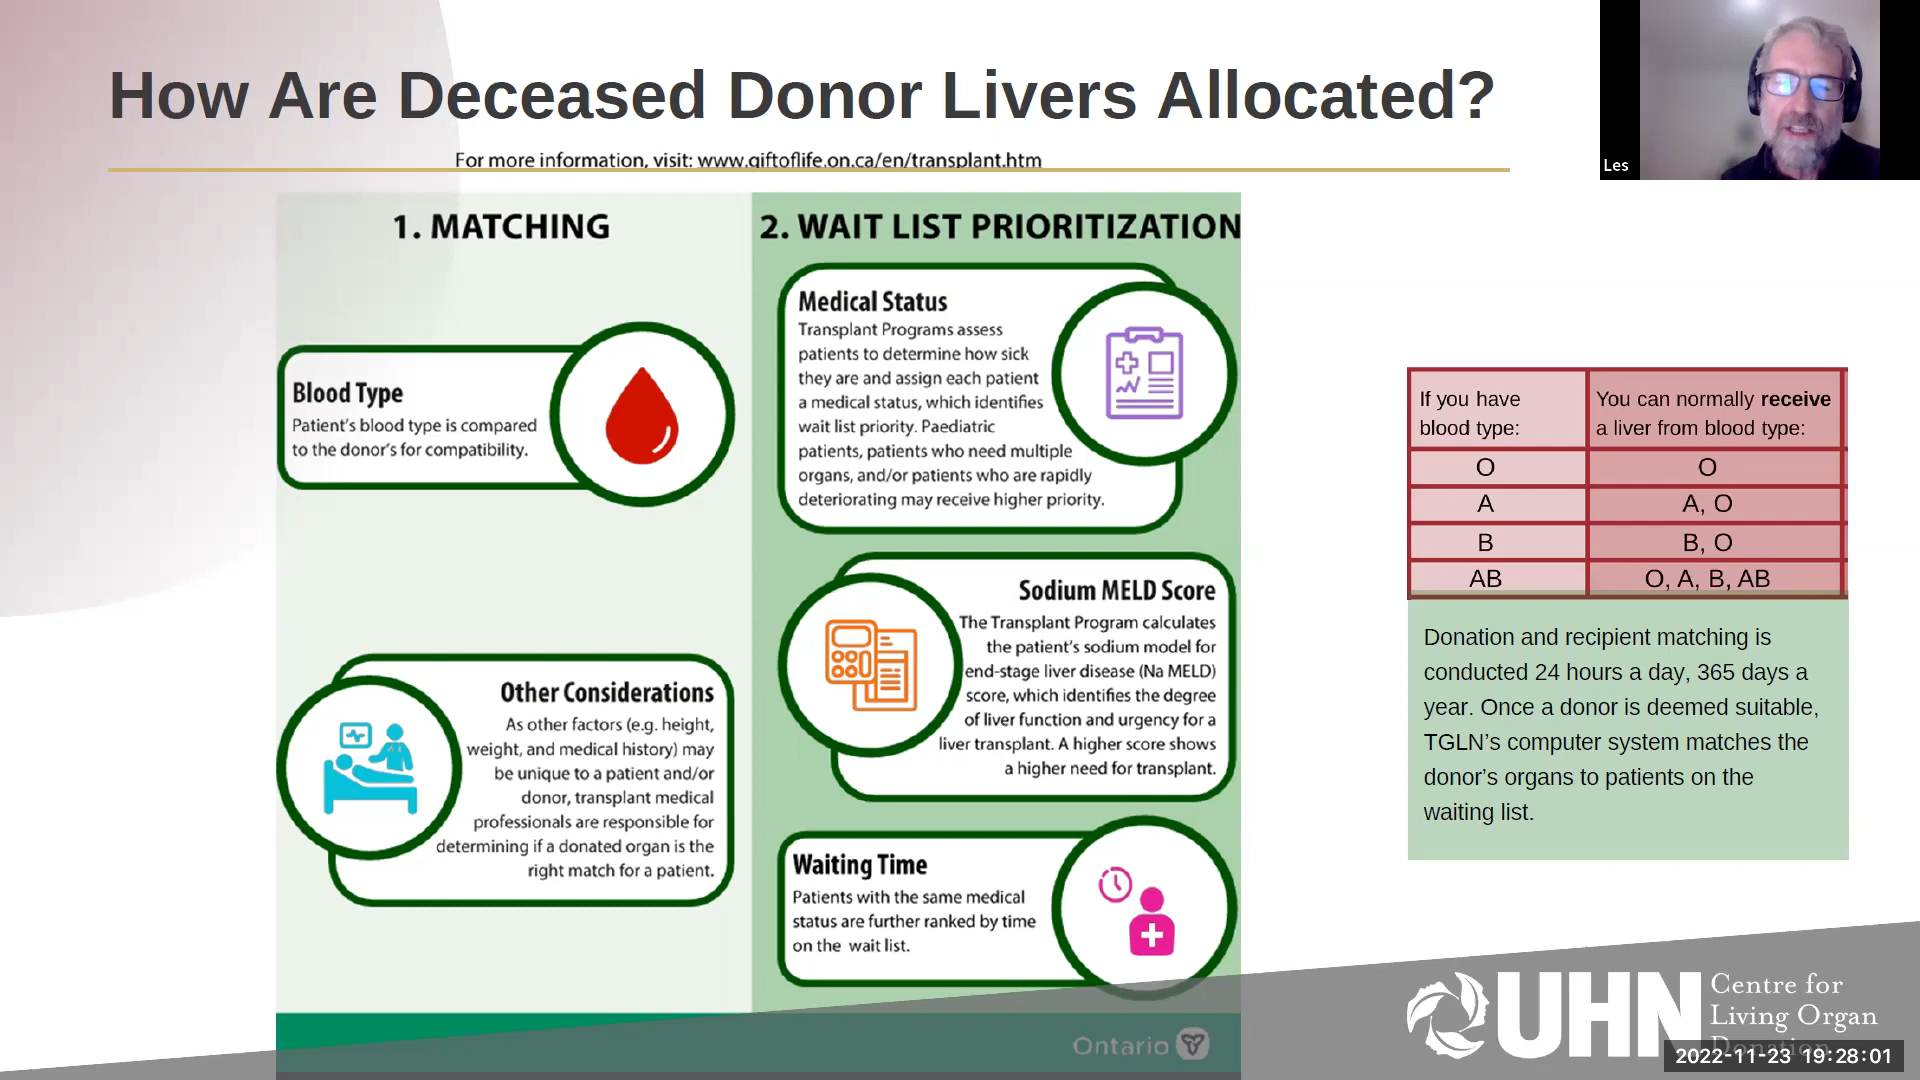 How Are Deceased Donor Livers Allocated?
For more information, visit: www.giftoflife.on.ca/en/transplant.htm
Les
1. MATCHING
Blood Type
Patient's blood type is compared
to the donor's for compatibility.
Other Considerations
As other factors (e.g. height,
weight, and medical history) may
be unique to a patient and/or
donor, transplant medical
professionals are responsible for
determining if a donated organ is the
right match for a patient.
2. WAIT LIST PRIORITIZATION
Medical Status
Transplant Programs assess
patients to determine how sick
they are and assign each patient
a medical status, which identifies
wait list priority. Paediatric
patients, patients who need multiple
organs, and/or patients who are rapidly
deteriorating may receive higher priority.
Sodium MELD Score
The Transplant Program calculates
the patient's sodium model for
end-stage liver disease (Na MELD)
score, which identifies the degree
of liver function and urgency for a
liver transplant. A higher score shows
a higher need for transplant.
Waiting Time
Patients with the same medical
status are further ranked by time
on the wait list.
Ontario
If you have You can normally receive
blood type: a liver from blood type:
O O
A A, O
B B, O
AB O, A, B, AB
Donation and recipient matching is
conducted 24 hours a day, 365 days a
year. Once a donor is deemed suitable,
TGLN's computer system matches the
donor's organs to patients on the
waiting list.
UHN
Centre for
Living Organ
Donation
2022-11-23 19:28:01